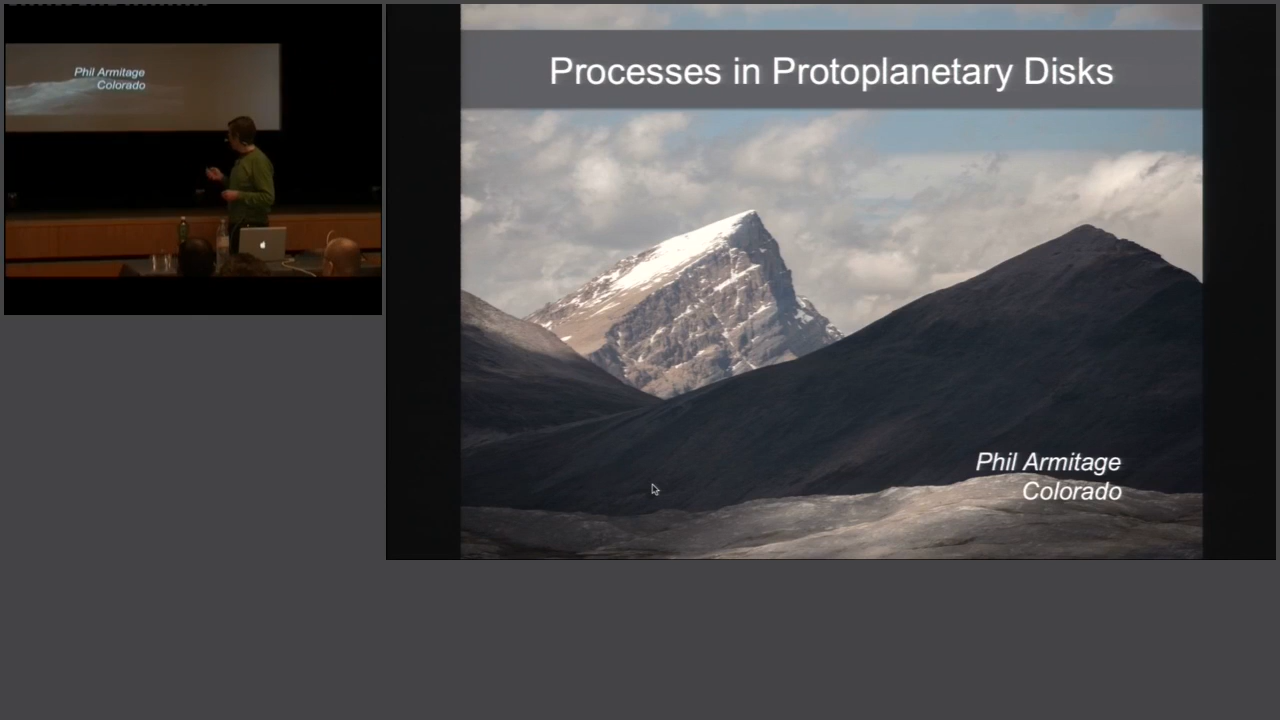 Phil Armitage
Colorado
Processes in Protoplanetary Disks
Phil Armitage
Colorado